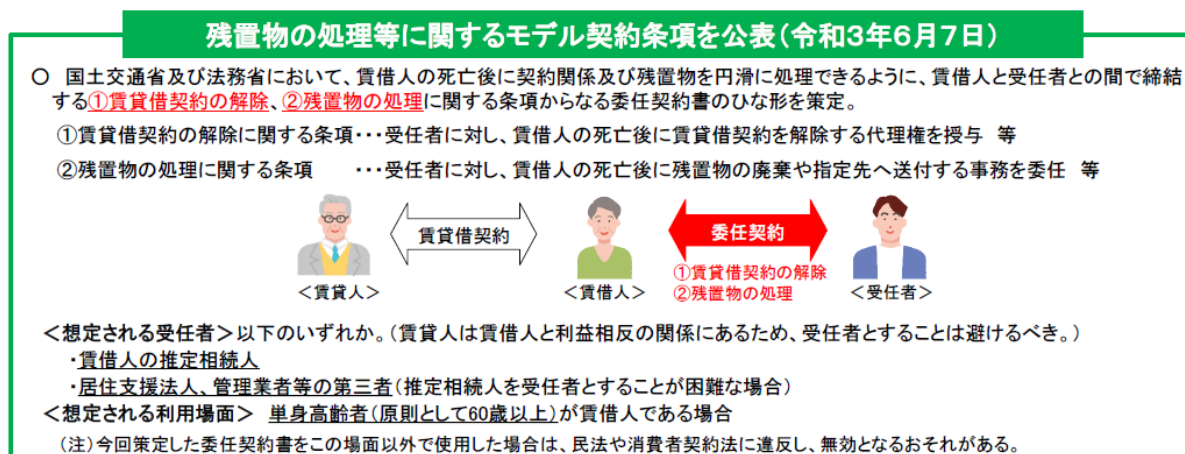 残置物の処理等に関するモデル契約条項を公表(令和3年6月7日)
○ 国土交通省及び法務省において、賃借人の死亡後に契約関係及び残置物を円滑に処理できるように、賃借人と受任者との間で締結
する①賃貸借契約の解除、②残置物の処理に関する条項からなる委任契約書のひな形を策定。
①賃貸借契約の解除に関する条項・・・受任者に対し、賃借人の死亡後に賃貸借契約を解除する代理権を授与 等
②残置物の処理に関する条項 ・・・受任者に対し、賃借人の死亡後に残置物の廃棄や指定先へ送付する事務を委任 等
賃貸借契約
委任契約
①賃貸借契約の解除
②残置物の処理
<賃貸人>
<賃借人>
<受任者>
<想定される受任者>以下のいずれか。(賃貸人は賃借人と利益相反の関係にあるため、受任者とすることは避けるべき。)
・賃借人の推定相続人
・居住支援法人、管理業者等の第三者(推定相続人を受任者とすることが困難な場合)
<想定される利用場面> 単身高齢者(原則として60歳以上)が賃借人である場合
(注)今回策定した委任契約書をこの場面以外で使用した場合は、民法や消費者契約法に違反し、無効となるおそれがある。